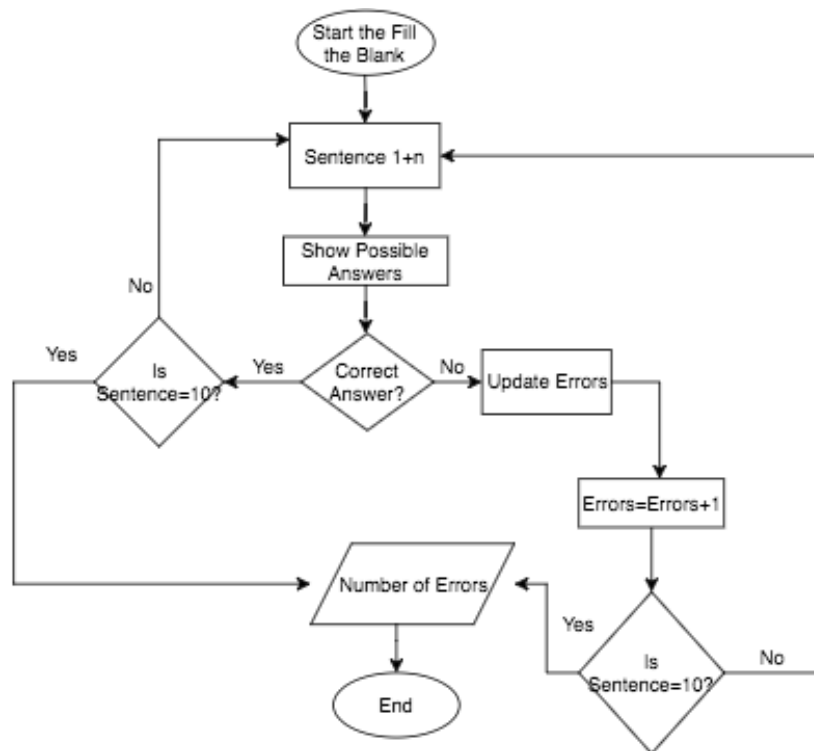 Start the Fill
the Blank
Sentence 1+n
Show Possible
Answers
No
Yes
Is
Sentence=10?
Yes
Correct
Answer?
No
Update Errors
Errors=Errors+1
Number of Errors
Yes
Is
Sentence=10?
No
End